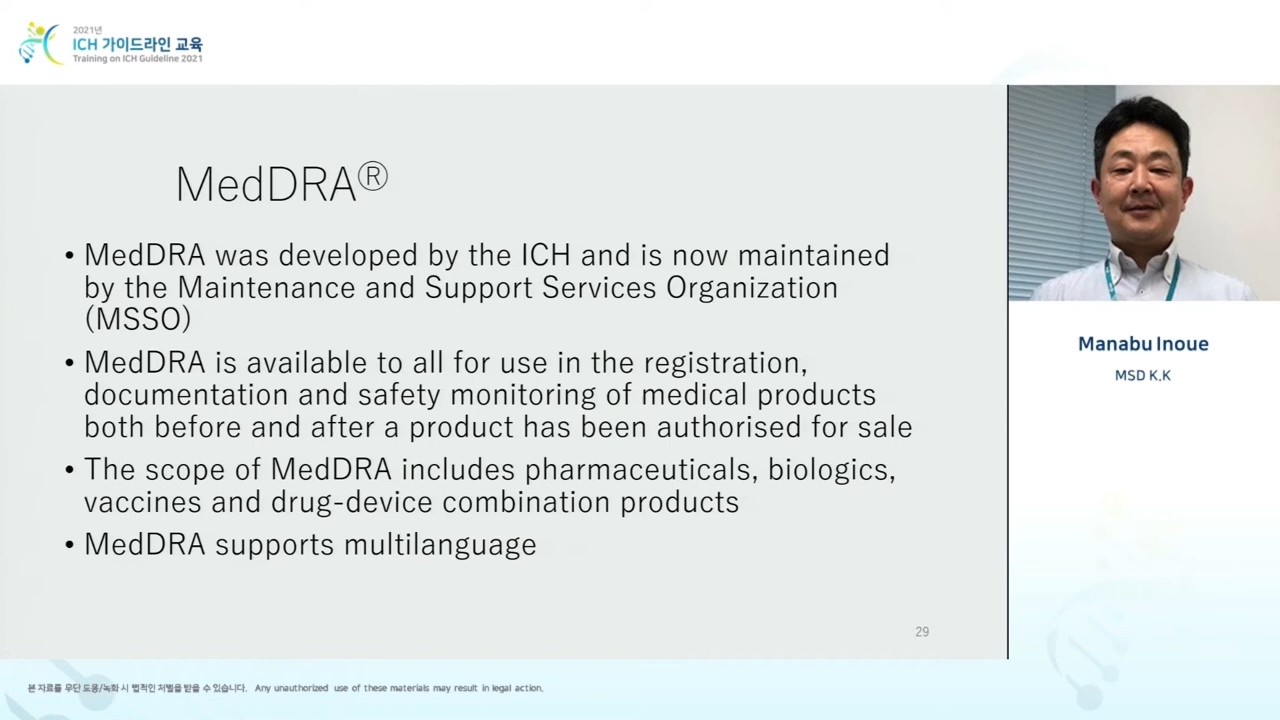 2021년
ICH 가이드라인 교육
Training on ICH Guideline 2021
MedDRA®
• MedDRA was developed by the ICH and is now maintained
by the Maintenance and Support Services Organization
(MSSO)
• MedDRA is available to all for use in the registration,
documentation and safety monitoring of medical products
both before and after a product has been authorised for sale
• The scope of MedDRA includes pharmaceuticals, biologics,
vaccines and drug-device combination products
• MedDRA supports multilanguage
29
Manabu Inoue
MSD K.K
본 자료를 무단 도용/녹화 시 법적인 처벌을 받을 수 있습니다. Any unauthorized use of these materials may result in legal action.